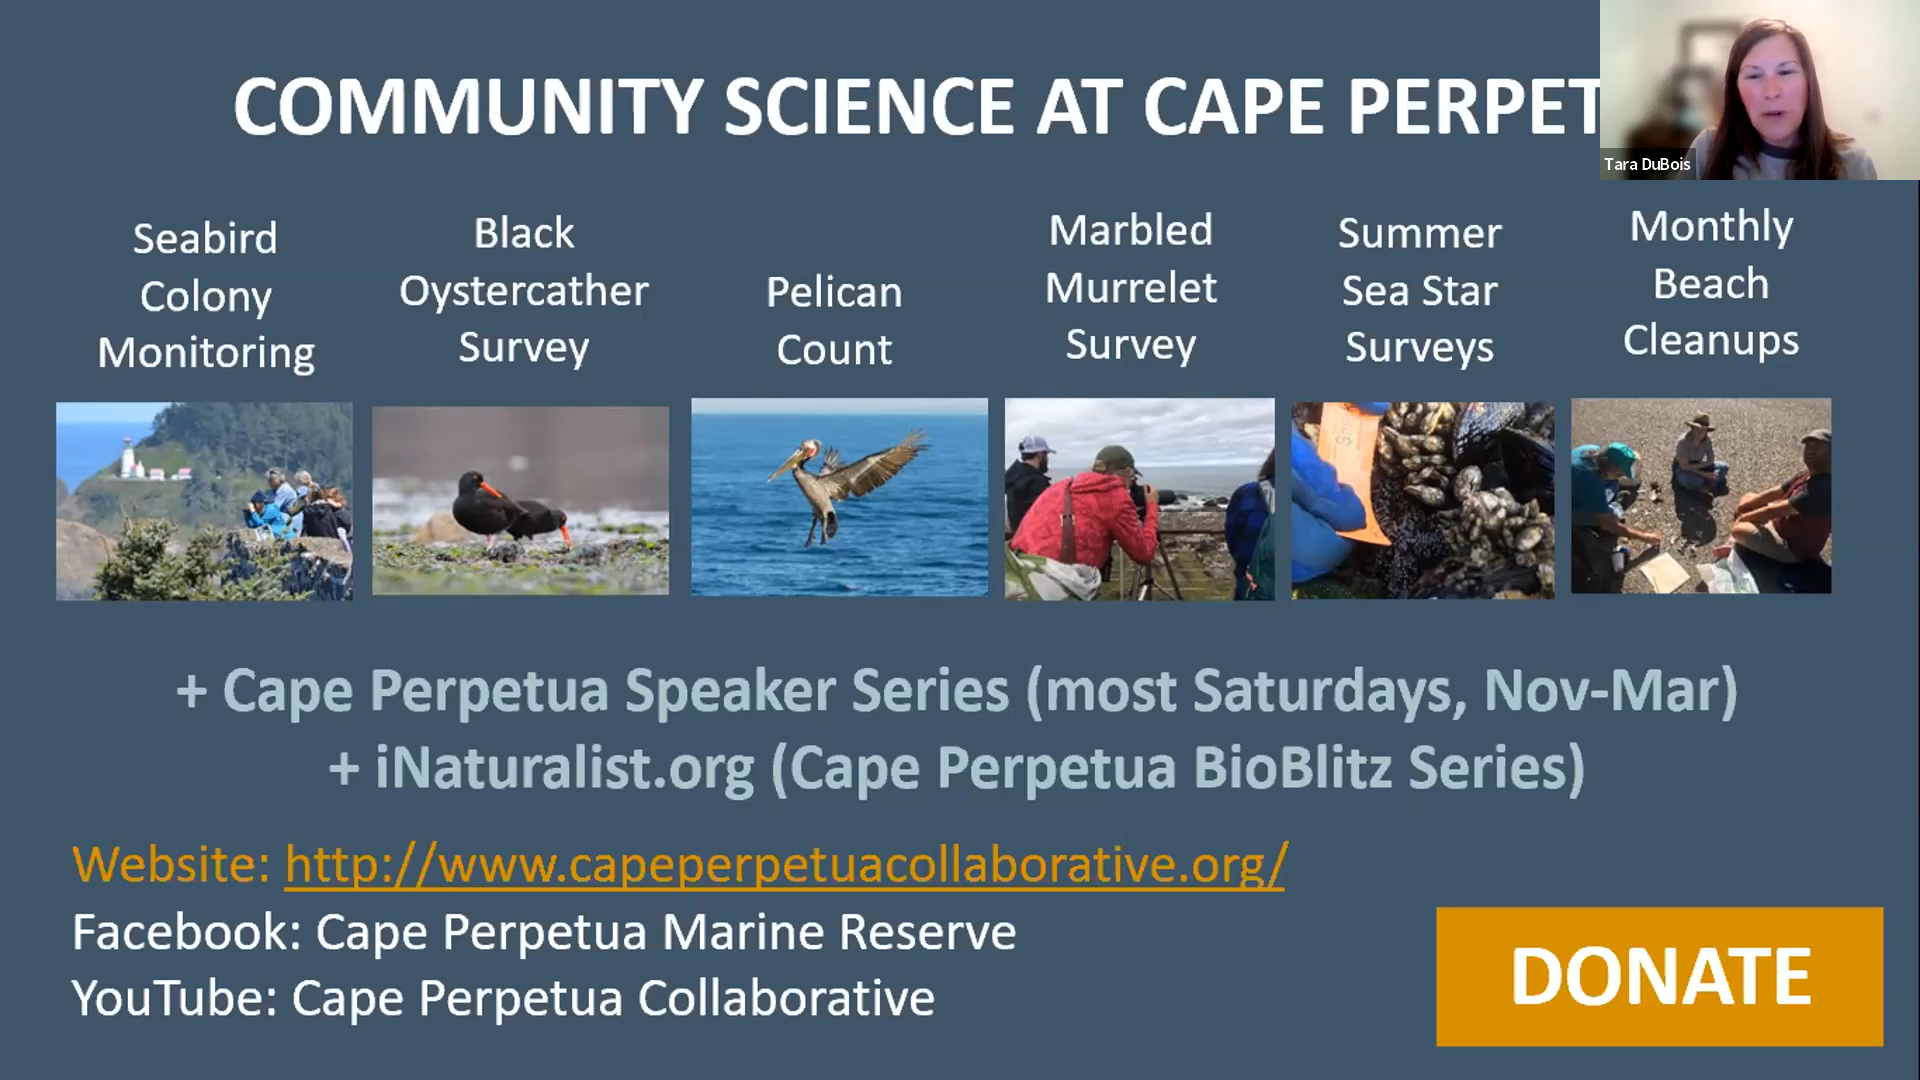 COMMUNITY SCIENCE AT CAPE PERPET
Tara DuBois
Seabird
Colony
Monitoring
Black
Oystercather
Survey
Pelican
Count
Marbled
Murrelet
Survey
Summer
Sea Star
Surveys
Monthly
Beach
Cleanups
+ Cape Perpetua Speaker Series (most Saturdays, Nov-Mar)
+ iNaturalist.org (Cape Perpetua BioBlitz Series)
Website: http://www.capeperpetuacollaborative.org/
Facebook: Cape Perpetua Marine Reserve
YouTube: Cape Perpetua Collaborative
DONATE